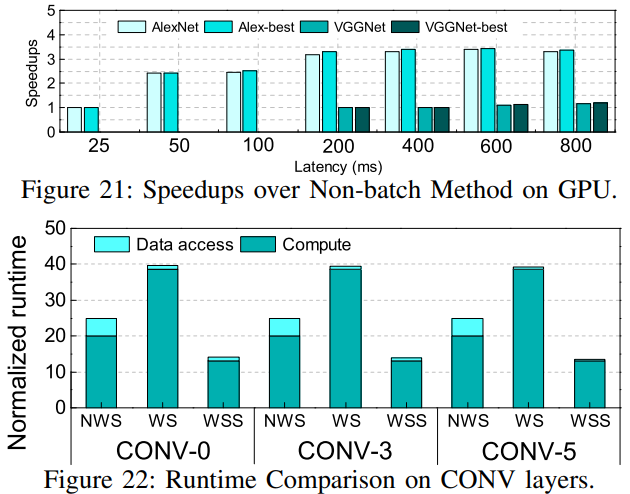 5
4
3
2
1
0
Speedups
AlexNet Alex-best VGGNet VGGNet-best
25 50 100 200 400 600 800
Latency (ms)
Figure 21: Speedups over Non-batch Method on GPU.
50
40
30
20
10
0
Normalized runtime
Data access Compute
NWS WS WSS NWS WS WSS NWS WS WSS
CONV-0 CONV-3 CONV-5
Figure 22: Runtime Comparison on CONV layers.